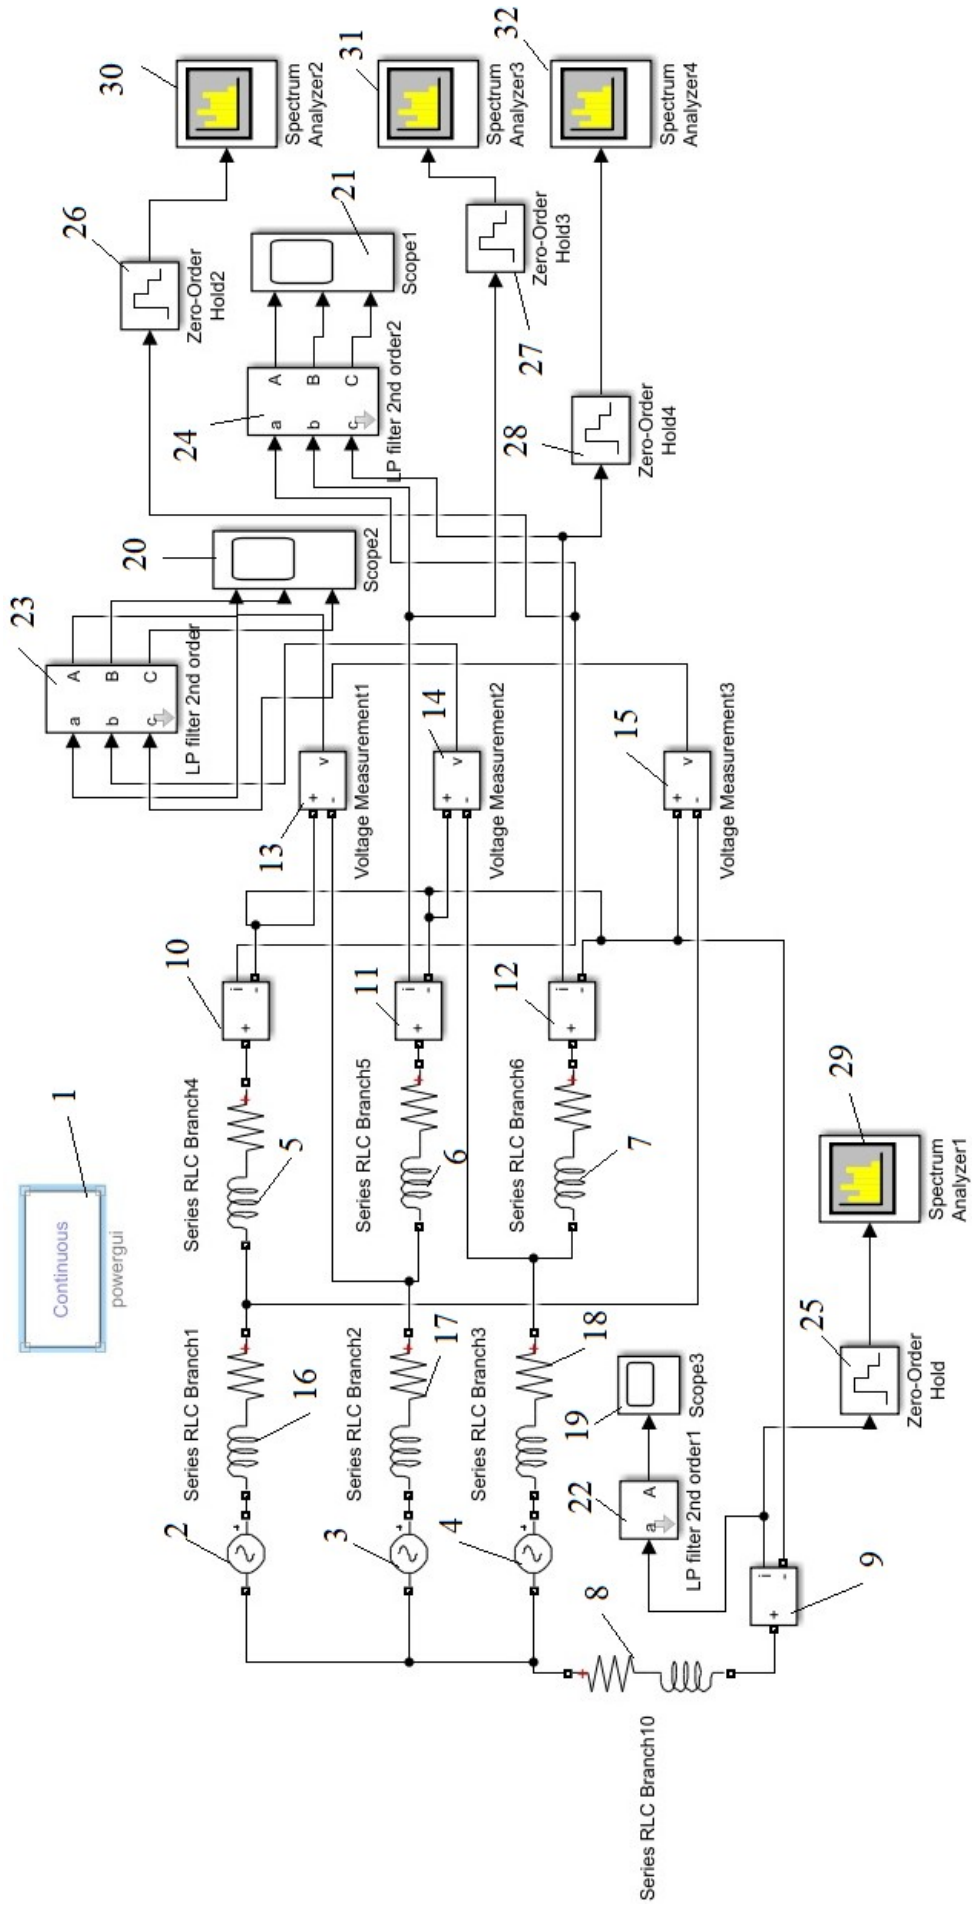 Continuous
powergui
1
23
a A
b B
c C
LP filter 2nd order
20
Scope2
26
Zero-Order
Hold2
30
Spectrum
Analyzer2
2
Series RLC Branch1
16
Series RLC Branch4
5
10
+ i
-
13
+ v
-
Voltage Measurement1
24
a A
b B
c C
LP filter 2nd order2
21
Scope1
3
Series RLC Branch2
17
Series RLC Branch5
6
11
+ i
-
14
+ v
-
Voltage Measurement2
27
Zero-Order
Hold3
31
Spectrum
Analyzer3
4
Series RLC Branch3
18
Series RLC Branch6
7
12
+ i
-
15
+ v
-
Voltage Measurement3
28
Zero-Order
Hold4
32
Spectrum
Analyzer4
8
Series RLC Branch10
22
a A
LP filter 2nd order1
19
Scope3
+ i
-
9
25
Zero-Order
Hold
29
Spectrum
Analyzer1